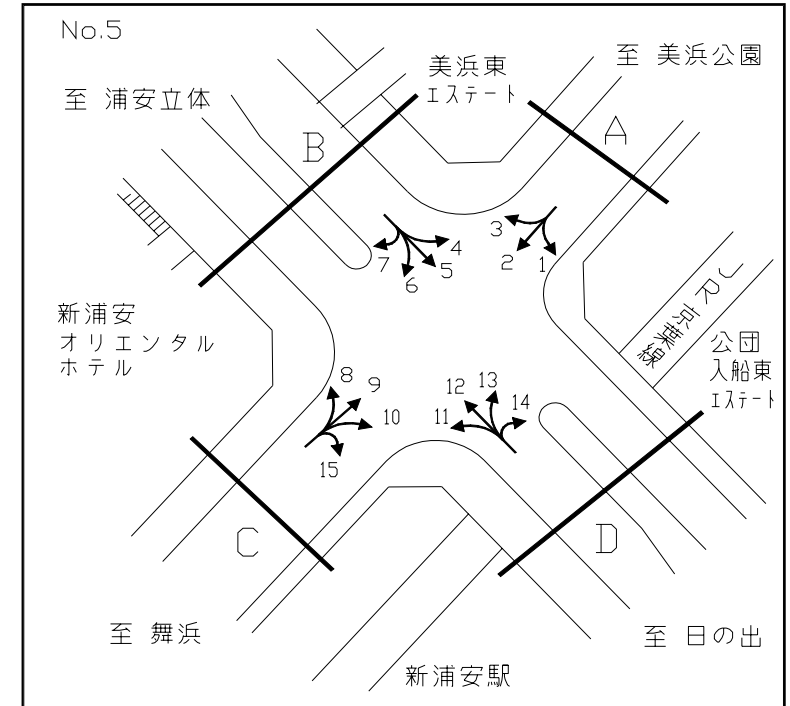 No.5
美浜東
エステート
至 美浜公園
至 浦安立体
A
B
3
4
7
5
2
1
6
JR京葉線
新浦安
オリエンタル
ホテル
公団
入船東
エステート
8
9
10
12
13
14
11
15
C
D
至 舞浜
至 日の出
新浦安駅